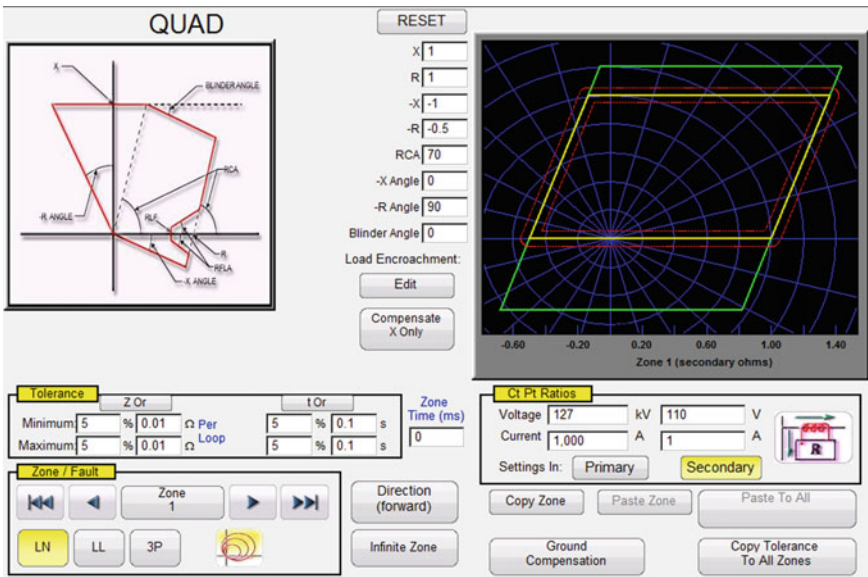 QUAD
X
BLINDER ANGLE
RCA
-R ANGLE
RLF
R
RFLA
-X ANGLE
RESET
X 1
R 1
-X -1
-R -0.5
RCA 70
-X Angle 0
-R Angle 90
Blinder Angle 0
Load Encroachment:
Edit
Compensate
X Only
-0.60 -0.20 0.20 0.60 1.00 1.40
Zone 1 (secondary ohms)
Tolerance
Z Or
t Or
Minimum: 5 % 0.01 Ω Per
Loop
5 % 0.1 s
Maximum: 5 % 0.01 Ω
5 % 0.1 s
Zone
Time (ms)
0
Ct Pt Ratios
Voltage 127 kV 110 V
Current 1,000 A 1 A
R
Settings In: Primary Secondary
Zone / Fault
Zone
1
LN LL 3P
Direction
(forward)
Infinite Zone
Copy Zone
Paste Zone
Paste To All
Ground
Compensation
Copy Tolerance
To All Zones